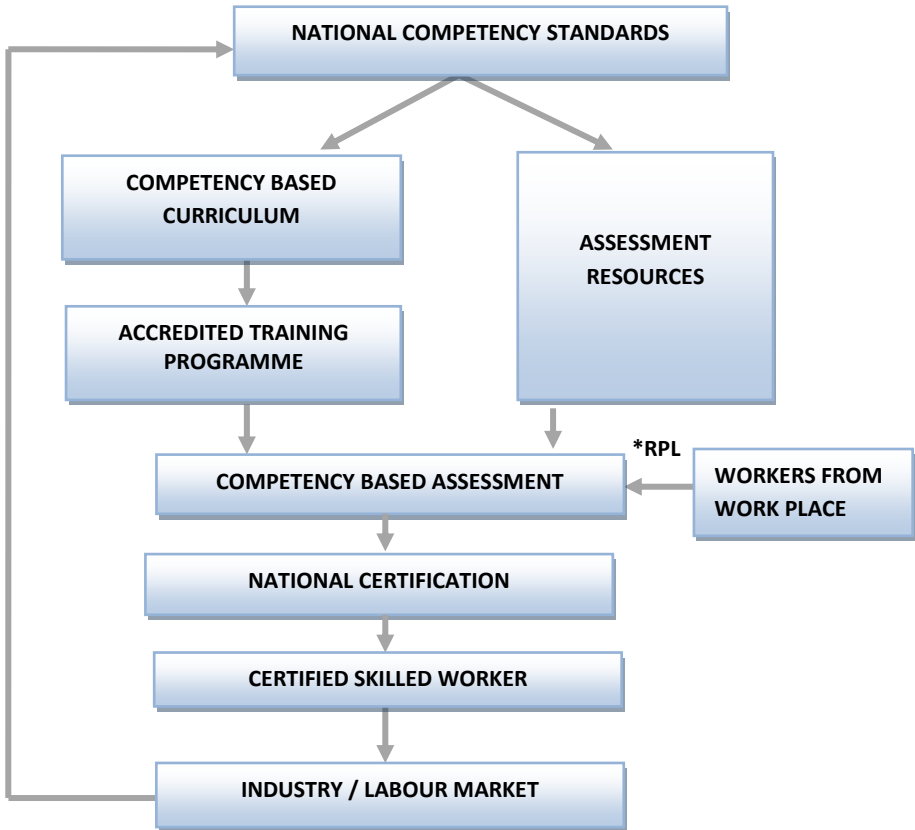 NATIONAL COMPETENCY STANDARDS
COMPETENCY BASED
CURRICULUM
ASSESSMENT
RESOURCES
ACCREDITED TRAINING
PROGRAMME
*RPL
COMPETENCY BASED ASSESSMENT
WORKERS FROM
WORK PLACE
NATIONAL CERTIFICATION
CERTIFIED SKILLED WORKER
INDUSTRY / LABOUR MARKET